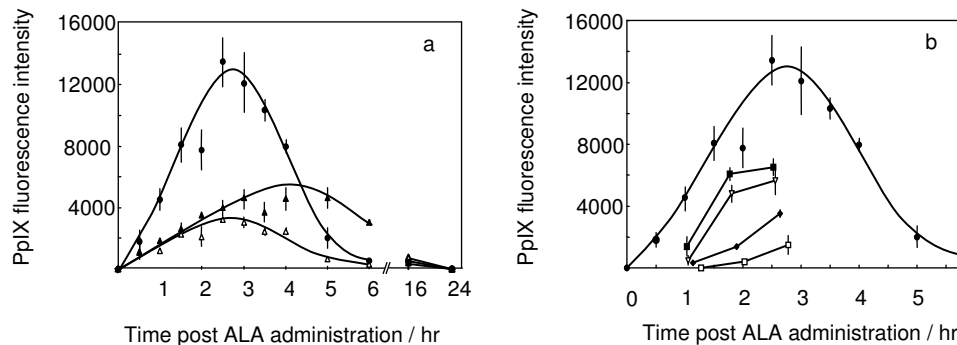 16000
12000
8000
4000
0
PpIX fluorescence intensity
a
1 2 3 4 5 6 16 24
Time post ALA administration / hr
16000
12000
8000
4000
0
PpIX fluorescence intensity
b
0 1 2 3 4 5
Time post ALA administration / hr